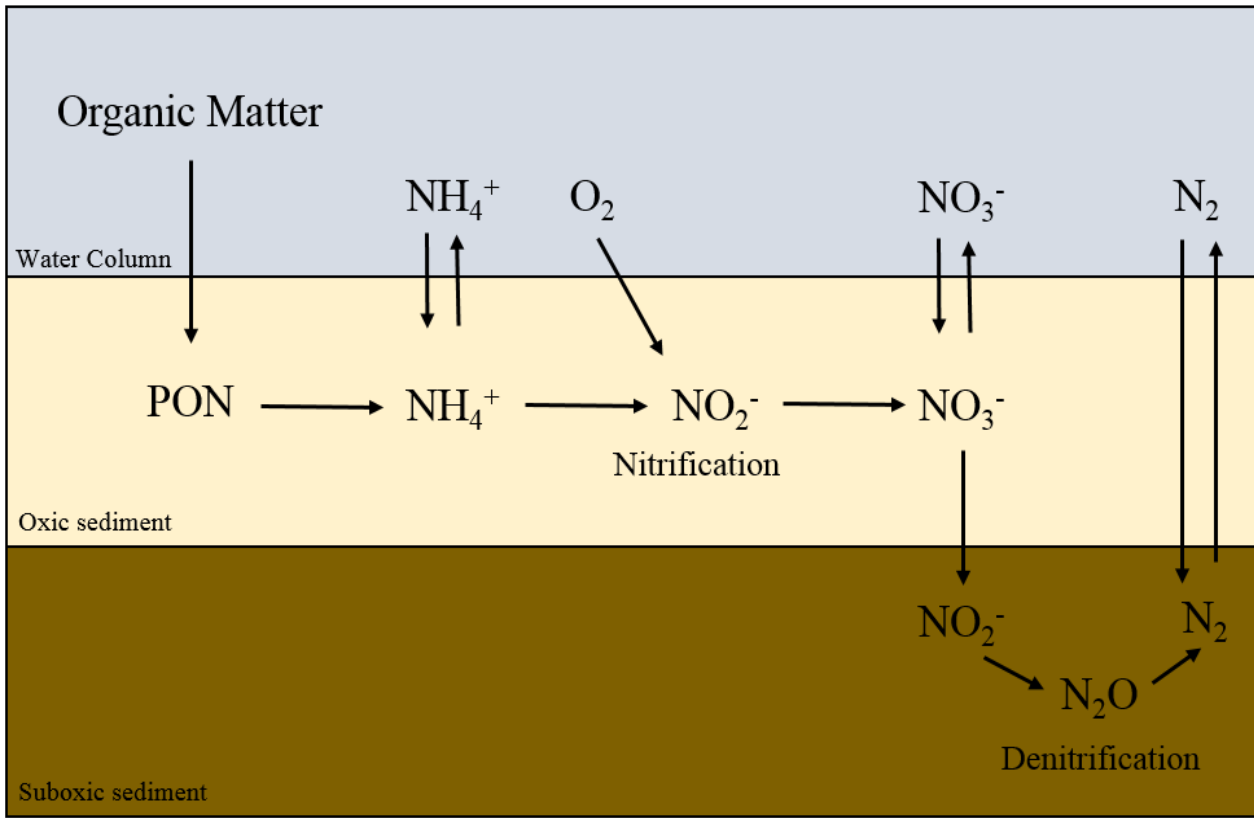 Organic Matter
NH₄⁺ O₂ NO₃⁻ N₂
Water Column
PON NH₄⁺ NO₂⁻ NO₃⁻
Nitrification
Oxic sediment
NO₂⁻ N₂
N₂O
Denitrification
Suboxic sediment